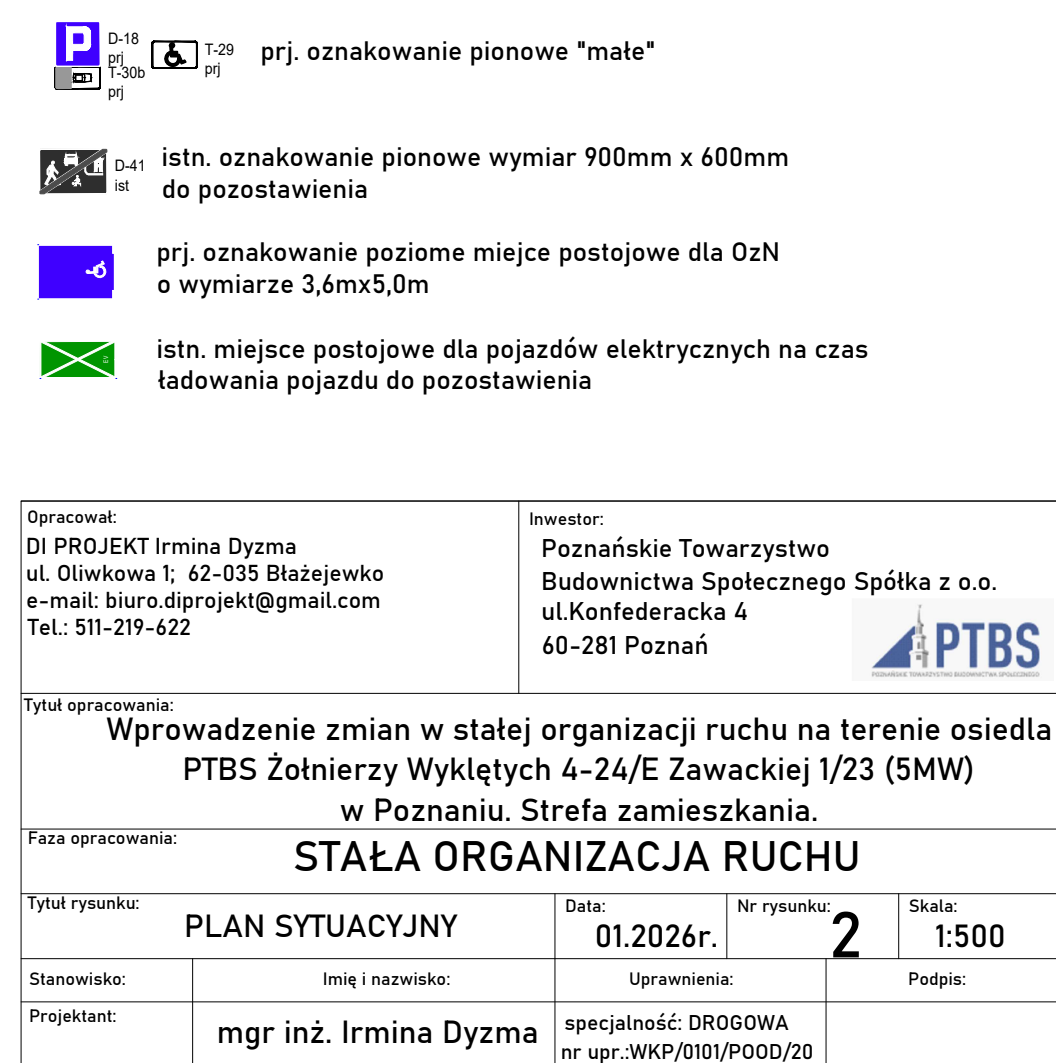 P
D-18
prj
T-30b
prj
T-29
prj
prj. oznakowanie pionowe "małe"
D-41
ist
istn. oznakowanie pionowe wymiar 900mm x 600mm
do pozostawienia
prj. oznakowanie poziome miejce postojowe dla OzN
o wymiarze 3,6mx5,0m
EV
istn. miejsce postojowe dla pojazdów elektrycznych na czas
ładowania pojazdu do pozostawienia
Opracował:
DI PROJEKT Irmina Dyzma
ul. Oliwkowa 1; 62-035 Błażejewko
e-mail: biuro.diprojekt@gmail.com
Tel.: 511-219-622
Inwestor:
Poznańskie Towarzystwo
Budownictwa Społecznego Spółka z o.o.
ul.Konfederacka 4
60-281 Poznań
PTBS
POZNAŃSKIE TOWARZYSTWO BUDOWNICTWA SPOŁECZNEGO
Tytuł opracowania:
Wprowadzenie zmian w stałej organizacji ruchu na terenie osiedla
PTBS Żołnierzy Wyklętych 4-24/E Zawackiej 1/23 (5MW)
w Poznaniu. Strefa zamieszkania.
Faza opracowania:
STAŁA ORGANIZACJA RUCHU
Tytuł rysunku:
PLAN SYTUACYJNY
Data:
01.2026r.
Nr rysunku:
2
Skala:
1:500
Stanowisko:
Imię i nazwisko:
Uprawnienia:
Podpis:
Projektant:
mgr inż. Irmina Dyzma
specjalność: DROGOWA
nr upr.:WKP/0101/POOD/20